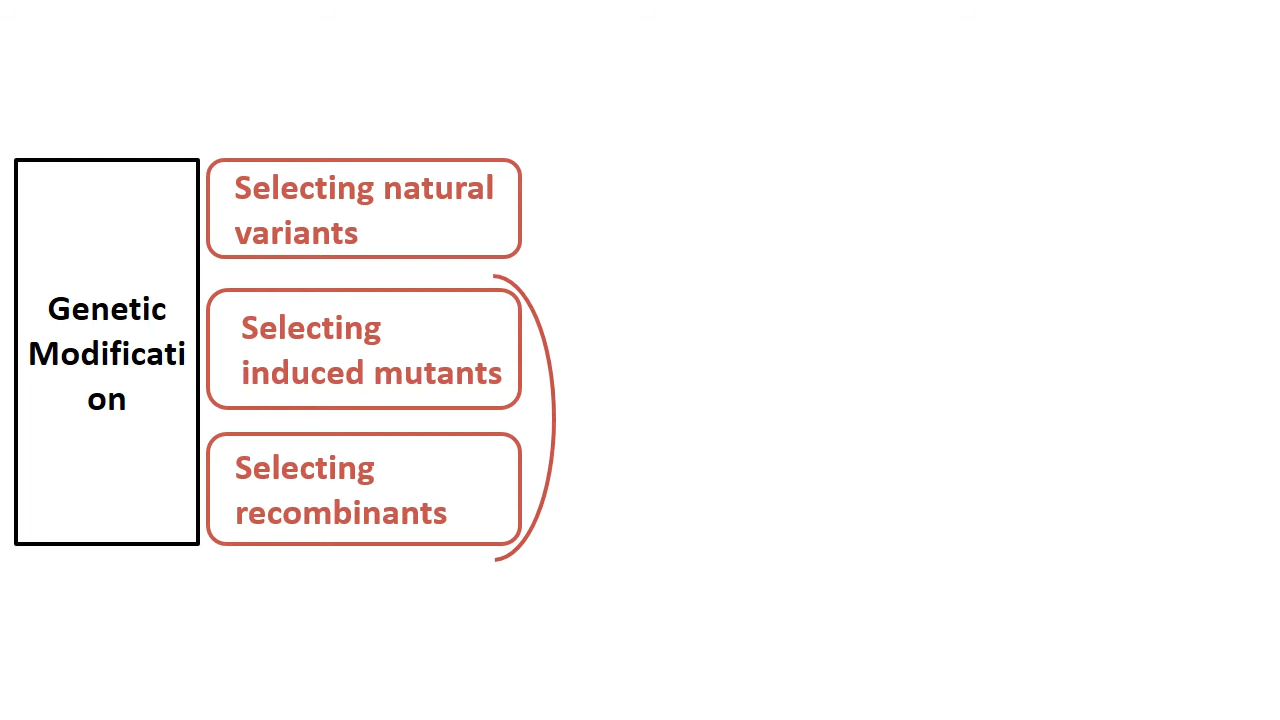 Selecting natural
variants
Genetic
Modificati
on
Selecting
induced mutants
Selecting
recombinants